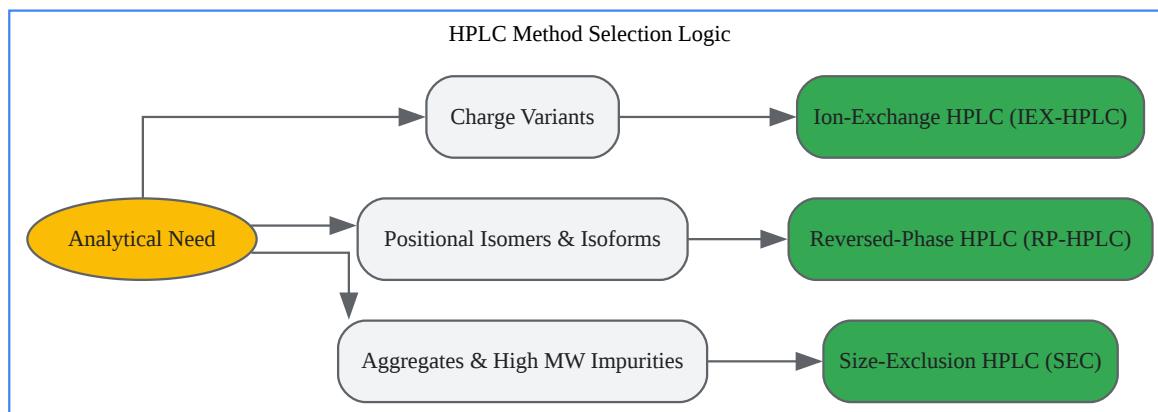 HPLC Method Selection Logic
Charge Variants
Ion-Exchange HPLC (IEX-HPLC)
Analytical Need
Positional Isomers & Isoforms
Reversed-Phase HPLC (RP-HPLC)
Aggregates & High MW Impurities
Size-Exclusion HPLC (SEC)